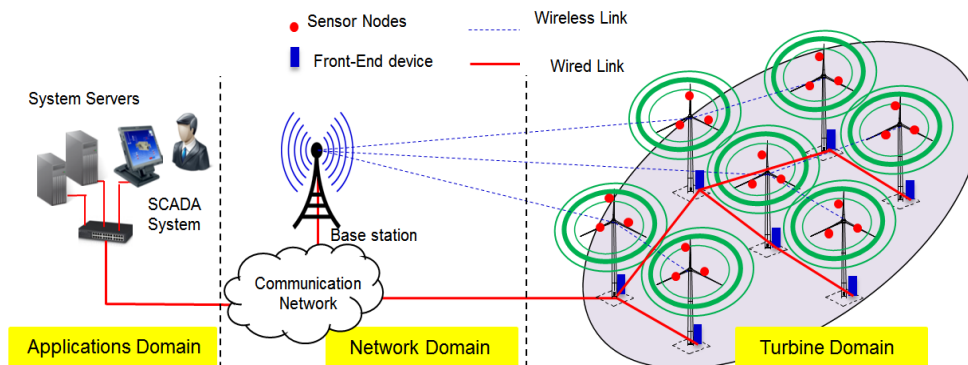 Sensor Nodes
Wireless Link
Front-End device
Wired Link
System Servers
SCADA
System
Base station
Communication
Network
Applications Domain
Network Domain
Turbine Domain